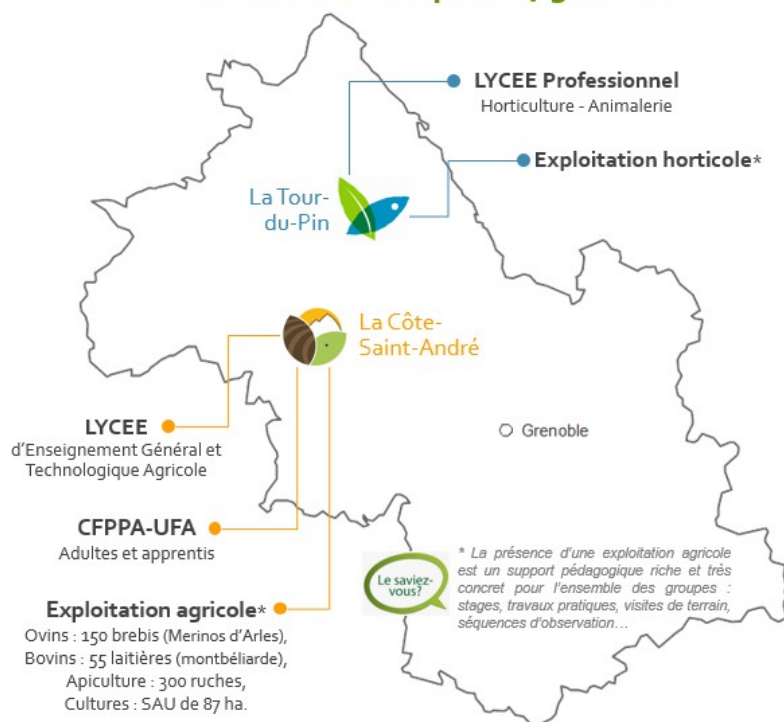 LYCEE Professionnel
Horticulture - Animalerie
Exploitation horticole*
La Tour-
du-Pin
La Côte-
Saint-André
LYCEE
d'Enseignement Général et
Technologique Agricole
Grenoble
CFPPA-UFA
Adultes et apprentis
Le saviez-
vous?
* La présence d'une exploitation agricole
est un support pédagogique riche et très
concret pour l'ensemble des groupes :
stages, travaux pratiques, visites de terrain,
séquences d'observation…
Exploitation agricole*
Ovins : 150 brebis (Merinos d'Arles),
Bovins : 55 laitières (montbéliarde),
Apiculture : 300 ruches,
Cultures : SAU de 87 ha.